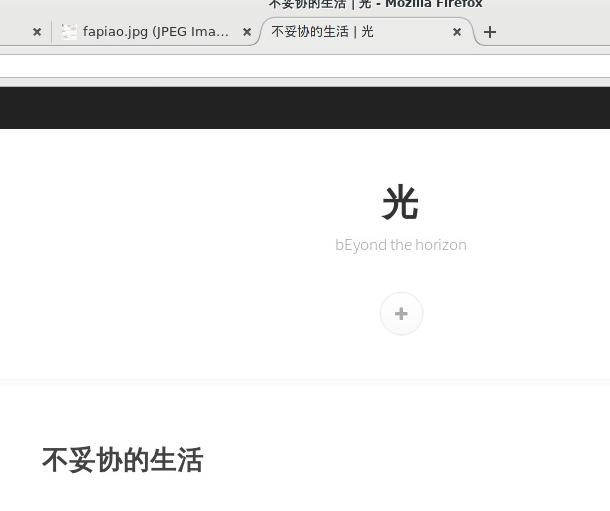 不妥协的生活 | 光 - Mozilla Firefox
fapiao.jpg (JPEG Ima...
不妥协的生活 | 光
光
bEyond the horizon
不妥协的生活